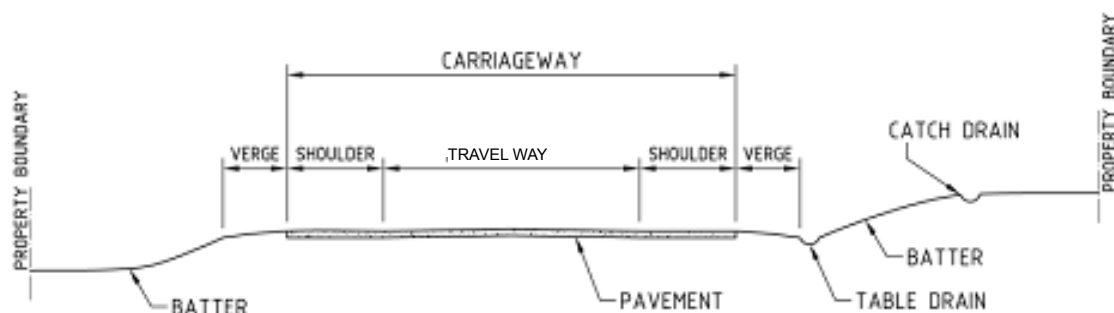 CARRIAGEWAY
CATCH DRAIN
VERGE SHOULDER ,TRAVEL WAY SHOULDER VERGE
PROPERTY BOUNDARY
PROPERTY BOUNDARY
BATTER
BATTER
PAVEMENT
TABLE DRAIN